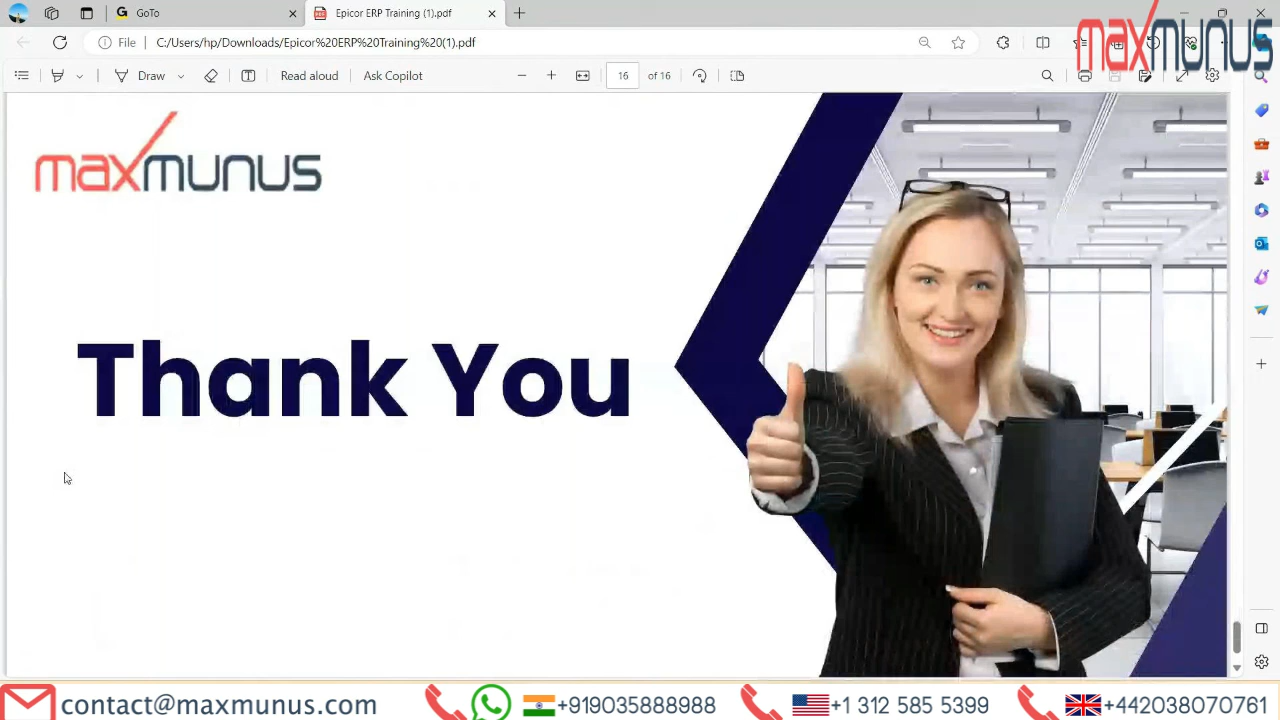 GoTo
Epicor ERP Training (1).pdf
File C:/Users/hp/Downloads/Epicor%20ERP%20Training%20(1).pdf
maxmunus
Draw Read aloud Ask Copilot 16 of 16
maxmunus
Thank You
contact@maxmunus.com +919035888988 +1 312 585 5399 +442038070761